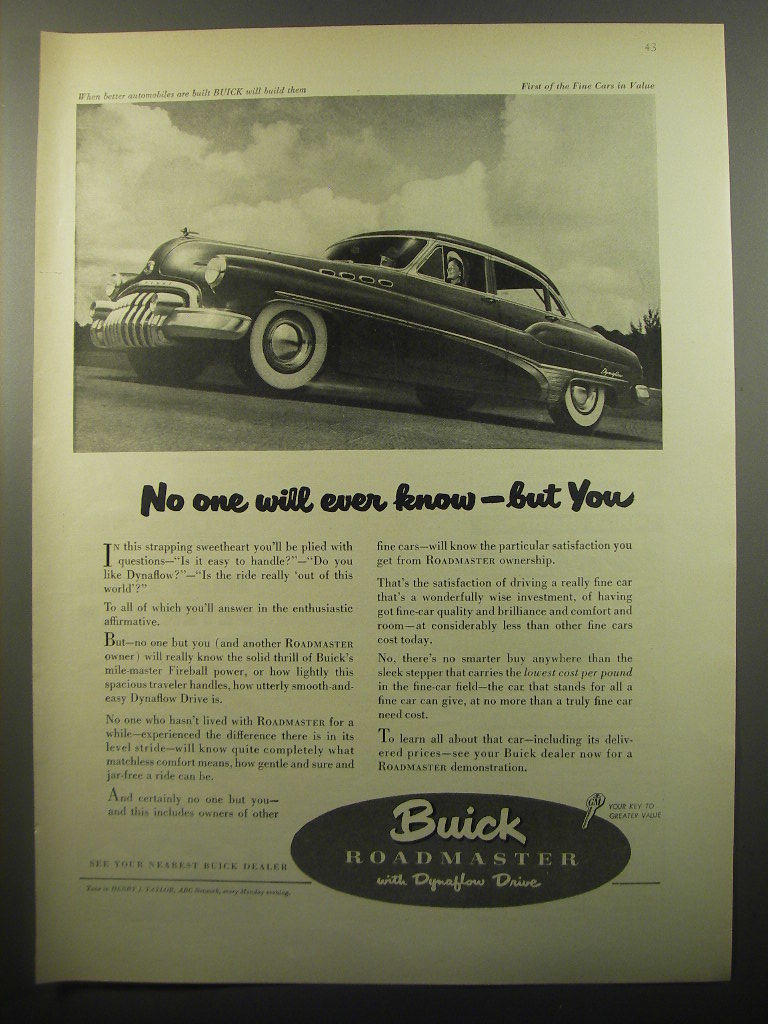 43
When better automobiles are built BUICK will build them
First of the Fine Cars in Value
Dynaflow
No one will ever know—but You
IN this strapping sweetheart you'll be plied with
questions—"Is it easy to handle?"—"Do you
like Dynaflow?"—"Is the ride really 'out of this
world'?"
To all of which you'll answer in the enthusiastic
affirmative.
But—no one but you (and another ROADMASTER
owner) will really know the solid thrill of Buick's
mile-master Fireball power, or how lightly this
spacious traveler handles, how utterly smooth-and-
easy Dynaflow Drive is.
No one who hasn't lived with ROADMASTER for a
while—experienced the difference there is in its
level stride—will know quite completely what
matchless comfort means, how gentle and sure and
jar-free a ride can be.
And certainly no one but you—
and this includes owners of other
fine cars—will know the particular satisfaction you
get from ROADMASTER ownership.
That's the satisfaction of driving a really fine car
that's a wonderfully wise investment, of having
got fine-car quality and brilliance and comfort and
room—at considerably less than other fine cars
cost today.
No, there's no smarter buy anywhere than the
sleek stepper that carries the lowest cost per pound
in the fine-car field—the car that stands for all a
fine car can give, at no more than a truly fine car
need cost.
To learn all about that car—including its deliv-
ered prices—see your Buick dealer now for a
ROADMASTER demonstration.
SEE YOUR NEAREST BUICK DEALER
Tune in HENRY J. TAYLOR, ABC Network, every Monday evening.
Buick
ROADMASTER
with Dynaflow Drive
GM
YOUR KEY TO
GREATER VALUE